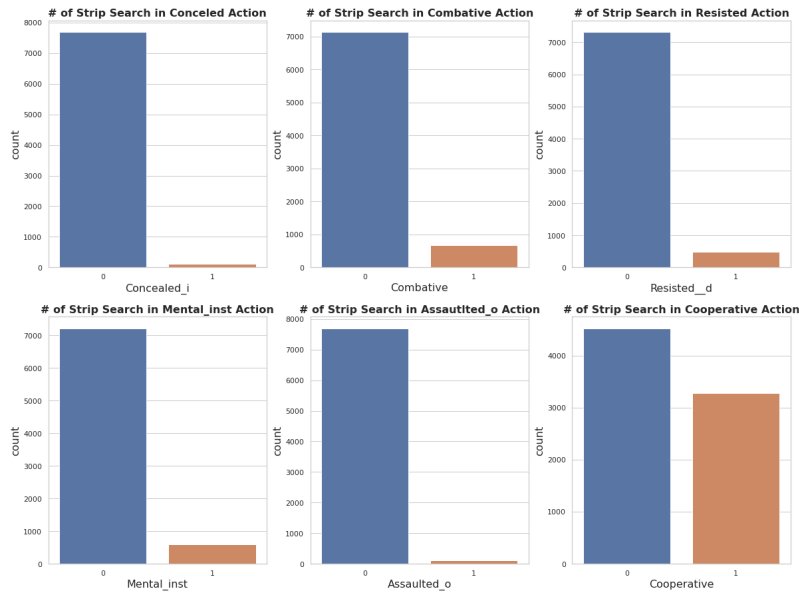 # of Strip Search in Conceled Action
8000
7000
6000
5000
4000
3000
2000
1000
0
count
0 1
Concealed_i
# of Strip Search in Combative Action
7000
6000
5000
4000
3000
2000
1000
0
count
0 1
Combative
# of Strip Search in Resisted Action
7000
6000
5000
4000
3000
2000
1000
0
count
0 1
Resisted__d
# of Strip Search in Mental_inst Action
7000
6000
5000
4000
3000
2000
1000
0
count
0 1
Mental_inst
# of Strip Search in Assautlted_o Action
8000
7000
6000
5000
4000
3000
2000
1000
0
count
0 1
Assaulted_o
# of Strip Search in Cooperative Action
4000
3000
2000
1000
0
count
0 1
Cooperative